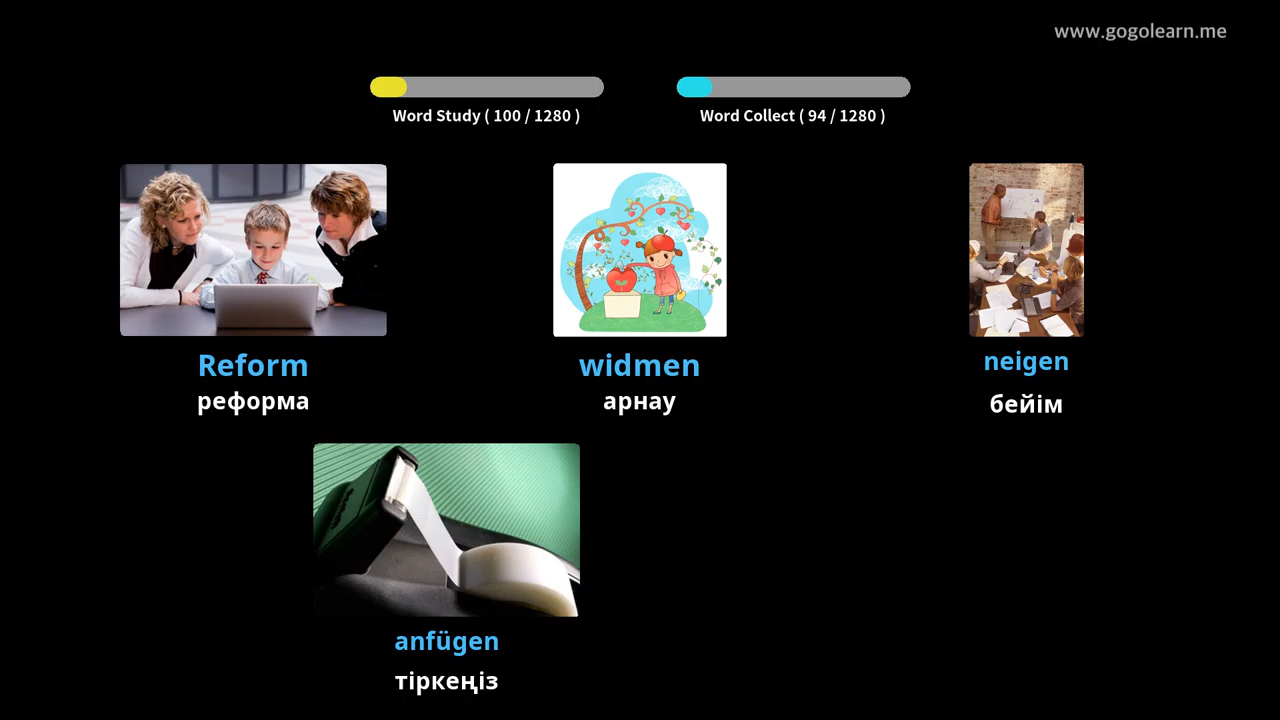 www.gogolearn.me
Word Study ( 100 / 1280 )
Word Collect ( 94 / 1280 )
Reform
реформа
widmen
арнау
neigen
бейім
anfügen
тіркеңіз